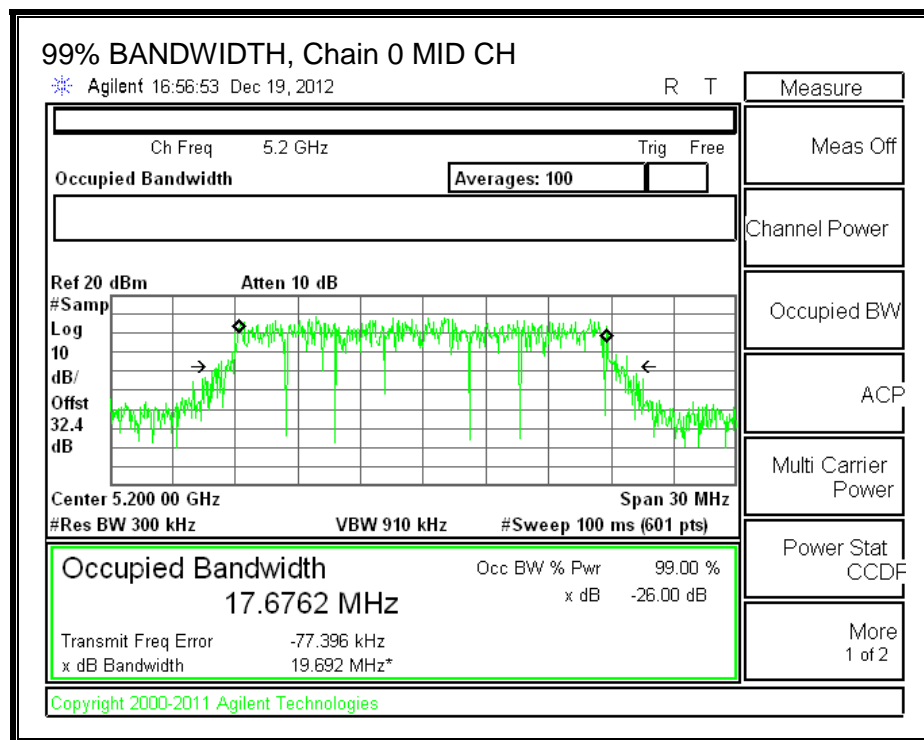 99% BANDWIDTH, Chain 0 MID CH
Agilent 16:56:53 Dec 19, 2012 R T
Measure
Ch Freq 5.2 GHz Trig Free
Occupied Bandwidth Averages: 100
Meas Off
Channel Power
Occupied BW
ACP
Multi Carrier
Power
Power Stat
CCDF
More
1 of 2
Ref 20 dBm Atten 10 dB
#Samp
Log
10
dB/
Offst
32.4
dB
Center 5.200 00 GHz Span 30 MHz
#Res BW 300 kHz VBW 910 kHz #Sweep 100 ms (601 pts)
Occupied Bandwidth Occ BW % Pwr 99.00 %
17.6762 MHz x dB -26.00 dB
Transmit Freq Error -77.396 kHz
x dB Bandwidth 19.692 MHz*
Copyright 2000-2011 Agilent Technologies